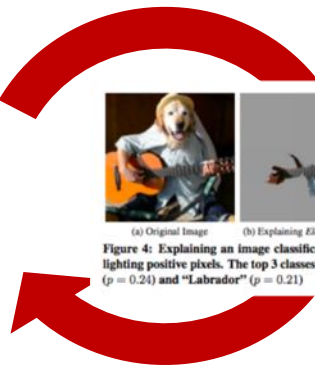 (a) Original Image (b) Explaining
Figure 4: Explaining an image classific
lighting positive pixels. The top 3 classes
(p = 0.24) and “Labrador” (p = 0.21)